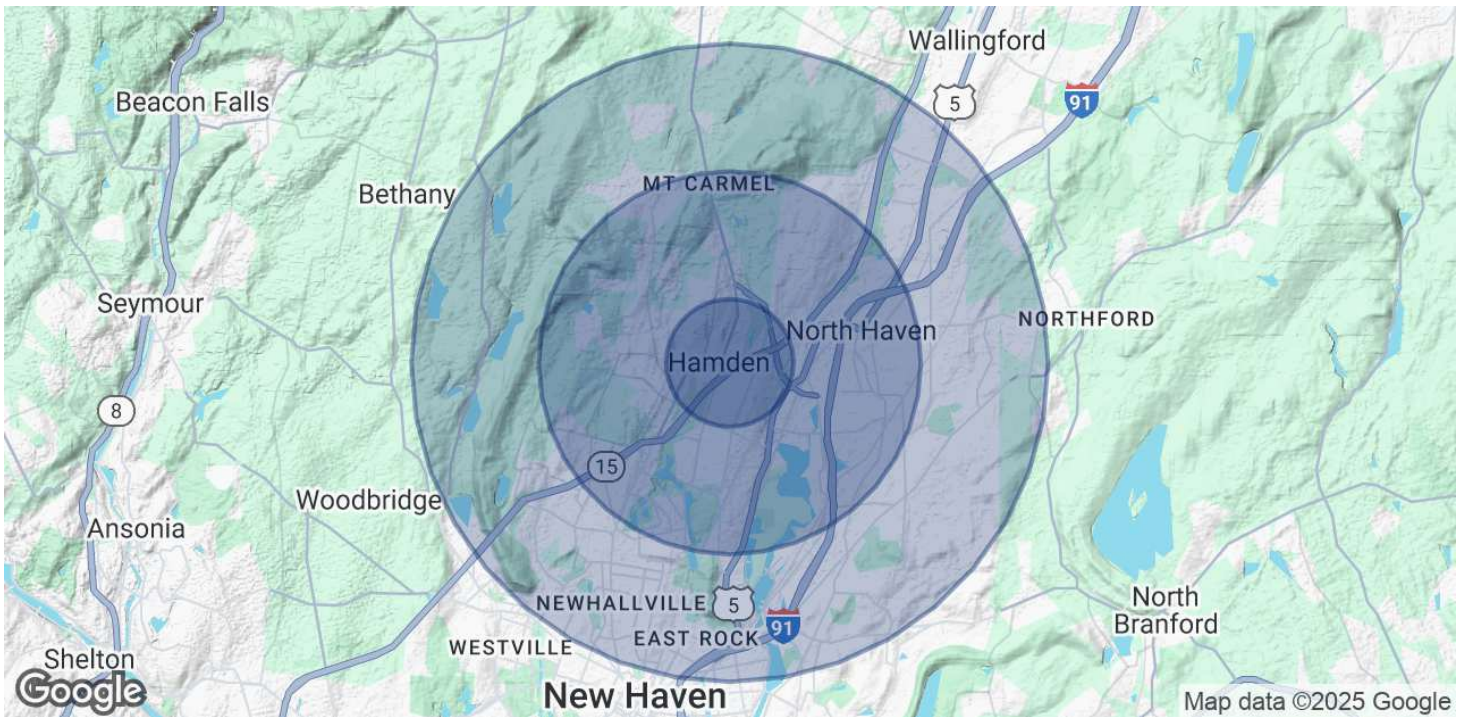 Wallingford
Beacon Falls
5
91
MT CARMEL
Bethany
Seymour
NORTHFORD
North Haven
Hamden
8
15
Woodbridge
Ansonia
NEWHALLVILLE
5
North
Branford
91
EAST ROCK
WESTVILLE
Shelton
Google
New Haven
Map data ©2025 Google